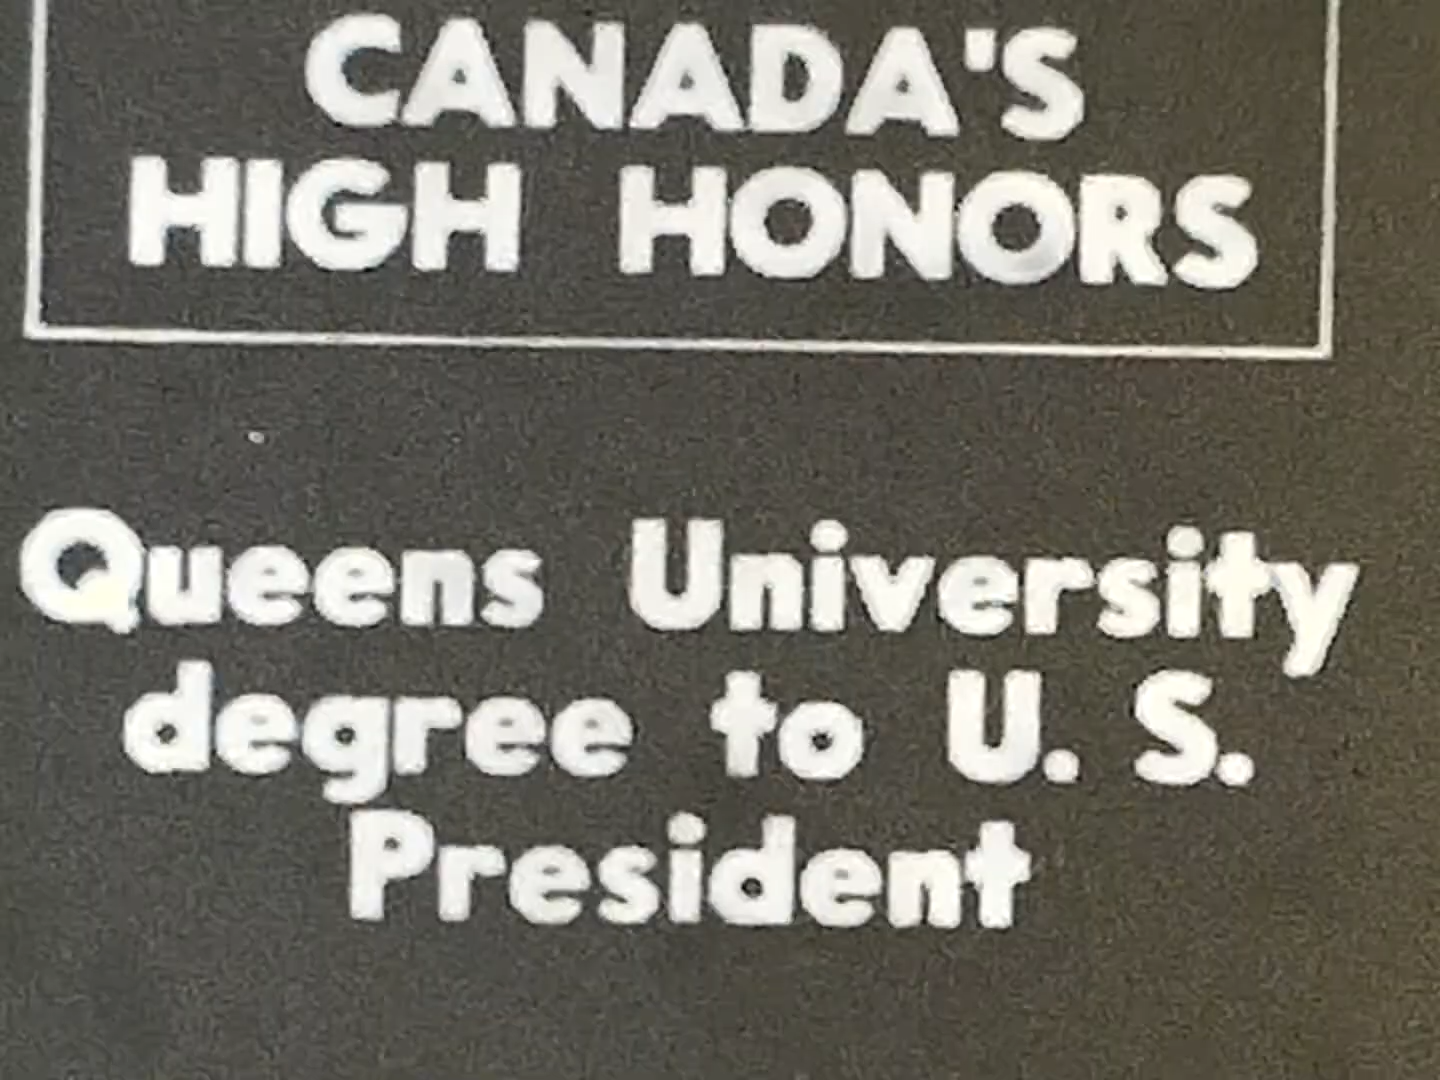 CANADA'S
HIGH HONORS
Queens University
degree to U. S.
President